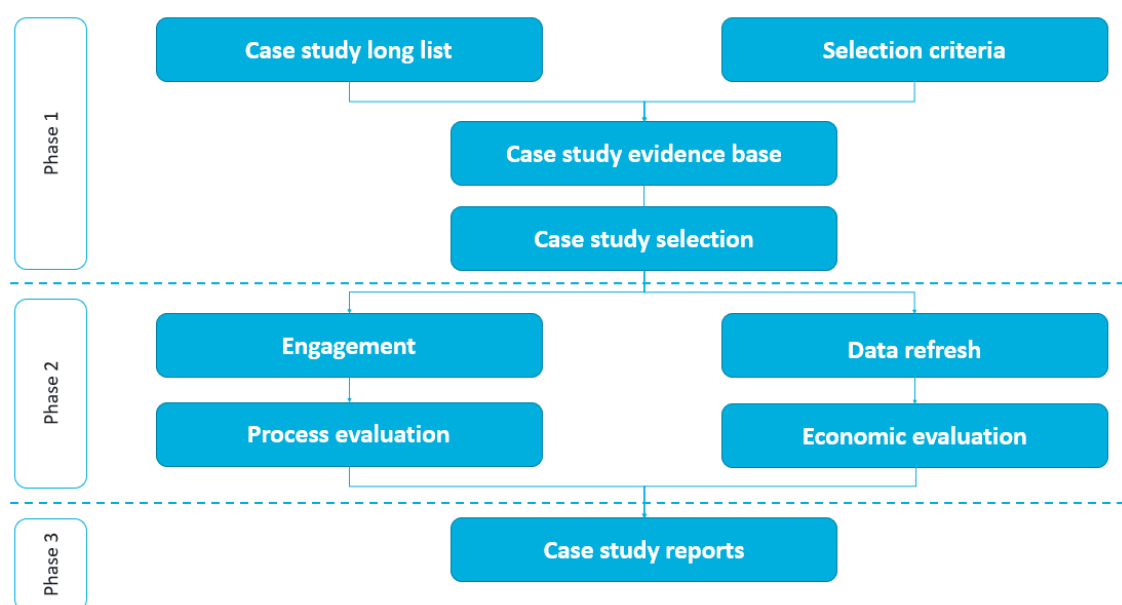 Phase 1
Case study long list
Selection criteria
Case study evidence base
Case study selection
Phase 2
Engagement
Data refresh
Process evaluation
Economic evaluation
Phase 3
Case study reports